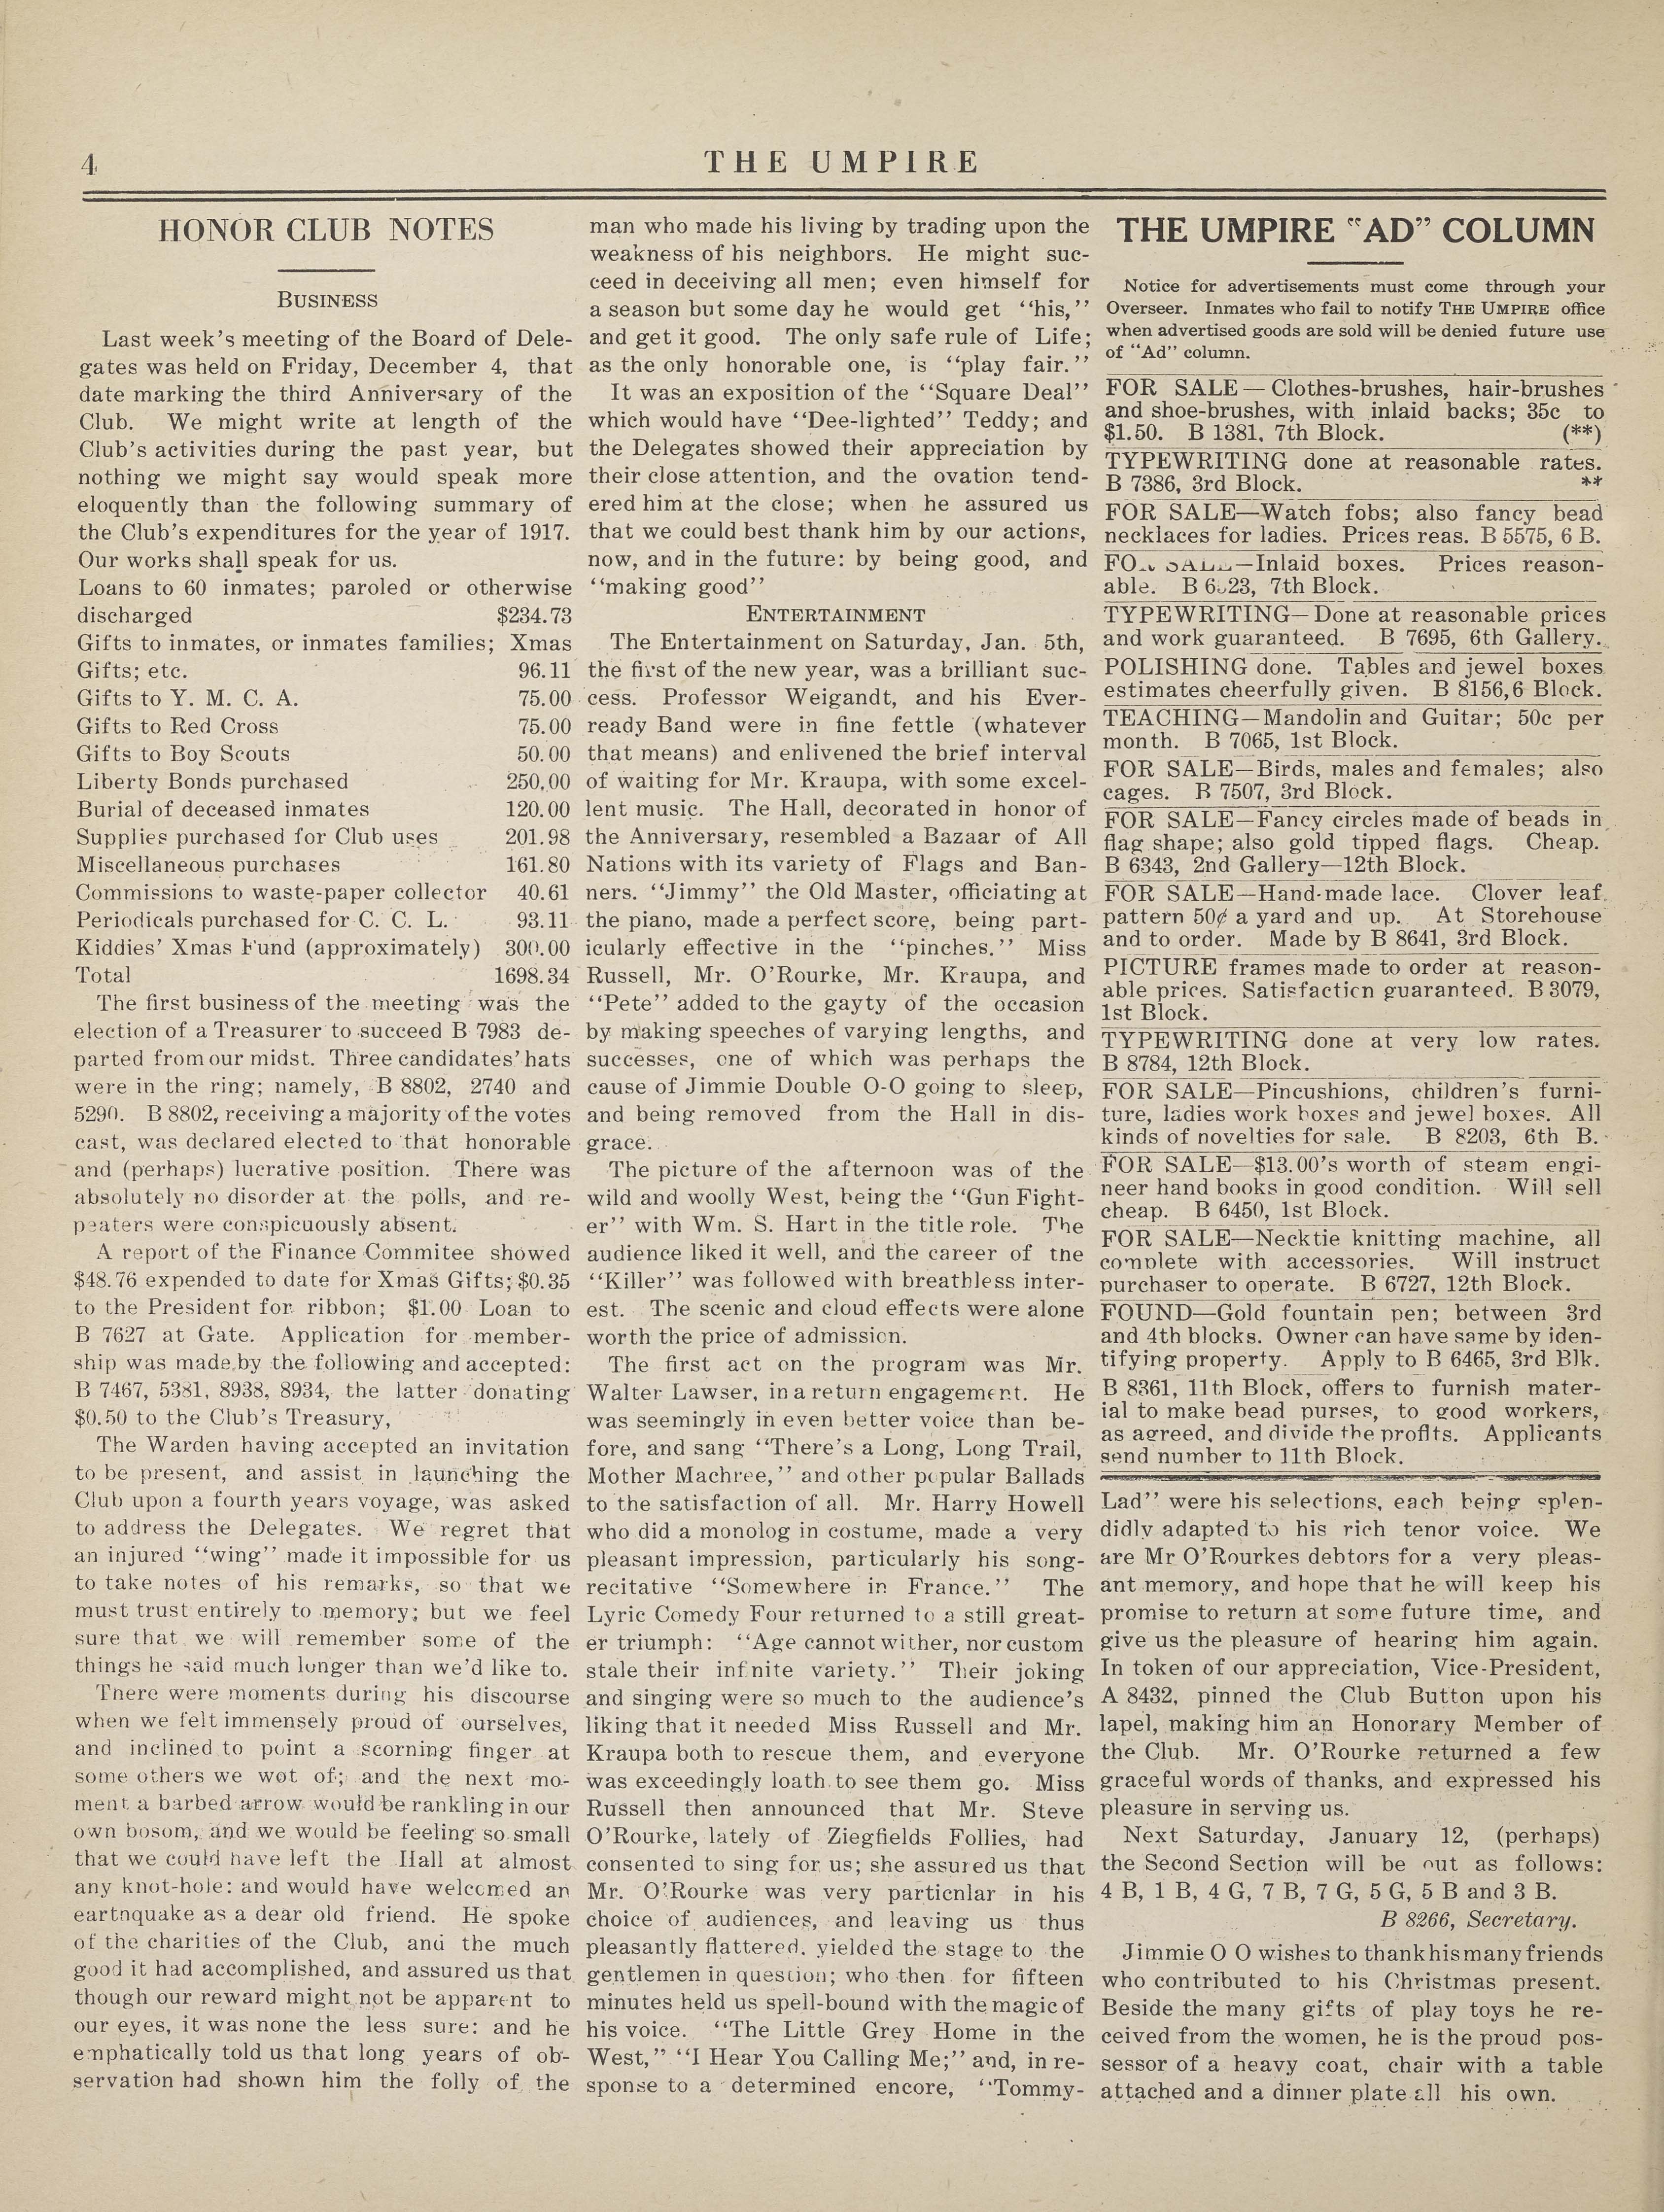 4
THE UMPIRE
HONOR CLUB NOTES
BUSINESS
Last week's meeting of the Board of Dele-
gates was held on Friday, December 4, that
date marking the third Anniversary of the
Club. We might write at length of the
Club's activities during the past year, but
nothing we might say would speak more
eloquently than the following summary of
the Club's expenditures for the year of 1917.
Our works shall speak for us.
Loans to 60 inmates; paroled or otherwise
discharged $234.73
Gifts to inmates, or inmates families; Xmas
Gifts; etc. 96.11
Gifts to Y. M. C. A. 75.00
Gifts to Red Cross 75.00
Gifts to Boy Scouts 50.00
Liberty Bonds purchased 250.00
Burial of deceased inmates 120.00
Supplies purchased for Club uses 201.98
Miscellaneous purchases 161.80
Commissions to waste-paper collector 40.61
Periodicals purchased for C. C. L. 93.11
Kiddies' Xmas Fund (approximately) 300.00
Total 1698.34
The first business of the meeting was the
election of a Treasurer to succeed B 7983 de-
parted from our midst. Three candidates' hats
were in the ring; namely, B 8802, 2740 and
5290. B 8802, receiving a majority of the votes
cast, was declared elected to that honorable
and (perhaps) lucrative position. There was
absolutely no disorder at the polls, and re-
peaters were conspicuously absent.
A report of the Finance Commitee showed
$48.76 expended to date for Xmas Gifts; $0.35
to the President for ribbon; $1.00 Loan to
B 7627 at Gate. Application for member-
ship was made by the following and accepted:
B 7467, 5381, 8938, 8934, the latter donating
$0.50 to the Club's Treasury,
The Warden having accepted an invitation
to be present, and assist in launching the
Club upon a fourth years voyage, was asked
to address the Delegates. We regret that
an injured "wing" made it impossible for us
to take notes of his remarks, so that we
must trust entirely to memory; but we feel
sure that we will remember some of the
things he said much longer than we'd like to.
There were moments during his discourse
when we felt immensely proud of ourselves,
and inclined to point a scorning finger at
some others we wot of; and the next mo-
ment a barbed arrow would be rankling in our
own bosom, and we would be feeling so small
that we could have left the Hall at almost
any knot-hole: and would have welcomed an
eartnquake as a dear old friend. He spoke
of the charities of the Club, and the much
good it had accomplished, and assured us that
though our reward might not be apparent to
our eyes, it was none the less sure: and he
emphatically told us that long years of ob-
servation had shown him the folly of the
man who made his living by trading upon the
weakness of his neighbors. He might suc-
ceed in deceiving all men; even himself for
a season but some day he would get "his,"
and get it good. The only safe rule of Life;
as the only honorable one, is "play fair."
It was an exposition of the "Square Deal"
which would have "Dee-lighted" Teddy; and
the Delegates showed their appreciation by
their close attention, and the ovation tend-
ered him at the close; when he assured us
that we could best thank him by our actions,
now, and in the future: by being good, and
"making good"
ENTERTAINMENT
The Entertainment on Saturday, Jan. 5th,
the first of the new year, was a brilliant suc-
cess. Professor Weigandt, and his Ever-
ready Band were in fine fettle (whatever
that means) and enlivened the brief interval
of waiting for Mr. Kraupa, with some excel-
lent music. The Hall, decorated in honor of
the Anniversary, resembled a Bazaar of All
Nations with its variety of Flags and Ban-
ners. "Jimmy" the Old Master, officiating at
the piano, made a perfect score, being part-
icularly effective in the "pinches." Miss
Russell, Mr. O'Rourke, Mr. Kraupa, and
"Pete" added to the gayty of the occasion
by making speeches of varying lengths, and
successes, one of which was perhaps the
cause of Jimmie Double O-O going to sleep,
and being removed from the Hall in dis-
grace.
The picture of the afternoon was of the
wild and woolly West, being the "Gun Fight-
er" with Wm. S. Hart in the title role. The
audience liked it well, and the career of tne
"Killer" was followed with breathless inter-
est. The scenic and cloud effects were alone
worth the price of admission.
The first act on the program was Mr.
Walter Lawser, in a return engagement. He
was seemingly in even better voice than be-
fore, and sang "There's a Long, Long Trail,
Mother Machree," and other popular Ballads
to the satisfaction of all. Mr. Harry Howell
who did a monolog in costume, made a very
pleasant impression, particularly his song-
recitative "Somewhere in France." The
Lyric Comedy Four returned to a still great-
er triumph: "Age cannot wither, nor custom
stale their infinite variety." Their joking
and singing were so much to the audience's
liking that it needed Miss Russell and Mr.
Kraupa both to rescue them, and everyone
was exceedingly loath to see them go. Miss
Russell then announced that Mr. Steve
O'Rourke, lately of Ziegfields Follies, had
consented to sing for us; she assured us that
Mr. O'Rourke was very particnlar in his
choice of audiences, and leaving us thus
pleasantly flattered. yielded the stage to the
gentlemen in question; who then for fifteen
minutes held us spell-bound with the magic of
his voice. "The Little Grey Home in the
West," "I Hear You Calling Me;" and, in re-
sponse to a determined encore, "Tommy-
THE UMPIRE "AD" COLUMN
Notice for advertisements must come through your
Overseer. Inmates who fail to notify THE UMPIRE office
when advertised goods are sold will be denied future use
of "Ad" column.
FOR SALE—Clothes-brushes, hair-brushes
and shoe-brushes, with inlaid backs; 35c to
$1.50. B 1381, 7th Block. (**)
TYPEWRITING done at reasonable rates.
B 7386, 3rd Block. **
FOR SALE—Watch fobs; also fancy bead
necklaces for ladies. Prices reas. B 5575, 6 B.
FOR SALE—Inlaid boxes. Prices reason-
able. 7th Block.
TYPEWRITING—Done at reasonable prices
and work guaranteed. B 7695, 6th Gallery.
POLISHING done. Tables and jewel boxes
estimates cheerfully given. B 8156, 6 Block.
TEACHING—Mandolin and Guitar; 50c per
month. B 7065, 1st Block.
FOR SALE—Birds, males and females; also
cages. B 7507, 3rd Block.
FOR SALE—Fancy circles made of beads in
flag shape; also gold tipped flags. Cheap.
B 6343, 2nd Gallery—12th Block.
FOR SALE—Hand-made lace. Clover leaf
pattern 50¢ a yard and up. At Storehouse
and to order. Made by B 8641, 3rd Block.
PICTURE frames made to order at reason-
able prices. Satisfaction guaranteed. B 3079,
1st Block.
TYPEWRITING done at very low rates.
B 8784, 12th Block.
FOR SALE—Pincushions, children's furni-
ture, ladies work boxes and jewel boxes. All
kinds of novelties for sale. B 8203, 6th B.
FOR SALE—$13.00's worth of steam engi-
neer hand books in good condition. Will sell
cheap. B 6450, 1st Block.
FOR SALE—Necktie knitting machine, all
complete with accessories. Will instruct
purchaser to operate. B 6727, 12th Block.
FOUND—Gold fountain pen; between 3rd
and 4th blocks. Owner can have same by iden-
tifying property. Apply to B 6465, 3rd Blk.
B 8361, 11th Block, offers to furnish mater-
ial to make bead purses, to good workers,
as agreed, and divide the profits. Applicants
send number to 11th Block.
Lad" were his selections, each being splen-
didly adapted to his rich tenor voice. We
are Mr O'Rourkes debtors for a very pleas-
ant memory, and hope that he will keep his
promise to return at some future time, and
give us the pleasure of hearing him again.
In token of our appreciation, Vice-President,
A 8432, pinned the Club Button upon his
lapel, making him an Honorary Member of
the Club. Mr. O'Rourke returned a few
graceful words of thanks, and expressed his
pleasure in serving us.
Next Saturday, January 12, (perhaps)
the Second Section will be out as follows:
4 B, 1 B, 4 G, 7 B, 7 G, 5 G, 5 B and 3 B.
B 8266, Secretary.
Jimmie O O wishes to thank his many friends
who contributed to his Christmas present.
Beside the many gifts of play toys he re-
ceived from the women, he is the proud pos-
sessor of a heavy coat, chair with a table
attached and a dinner plate all his own.